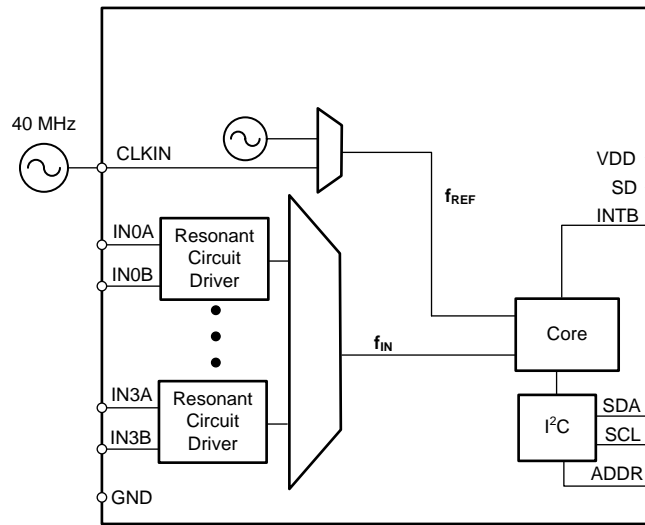 40 MHz
CLKIN
VDD
SD
INTB
fREF
IN0A
IN0B
Resonant
Circuit
Driver
Core
fIN
IN3A
IN3B
Resonant
Circuit
Driver
I²C
SDA
SCL
ADDR
GND